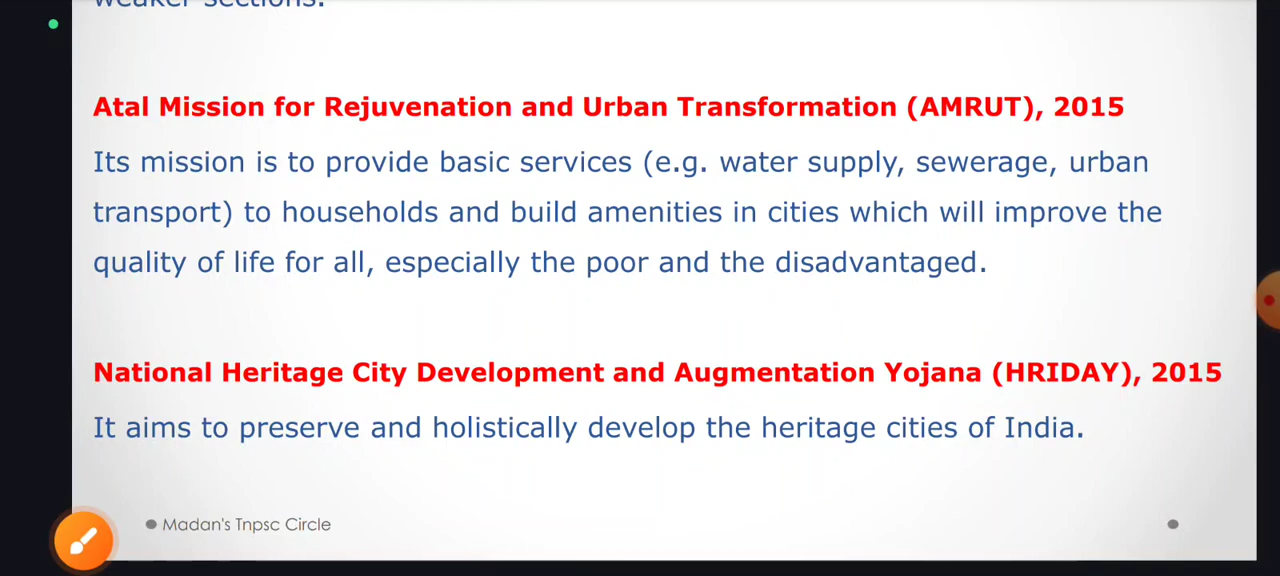 weaker sections.
Atal Mission for Rejuvenation and Urban Transformation (AMRUT), 2015
Its mission is to provide basic services (e.g. water supply, sewerage, urban
transport) to households and build amenities in cities which will improve the
quality of life for all, especially the poor and the disadvantaged.
National Heritage City Development and Augmentation Yojana (HRIDAY), 2015
It aims to preserve and holistically develop the heritage cities of India.
Madan's Tnpsc Circle